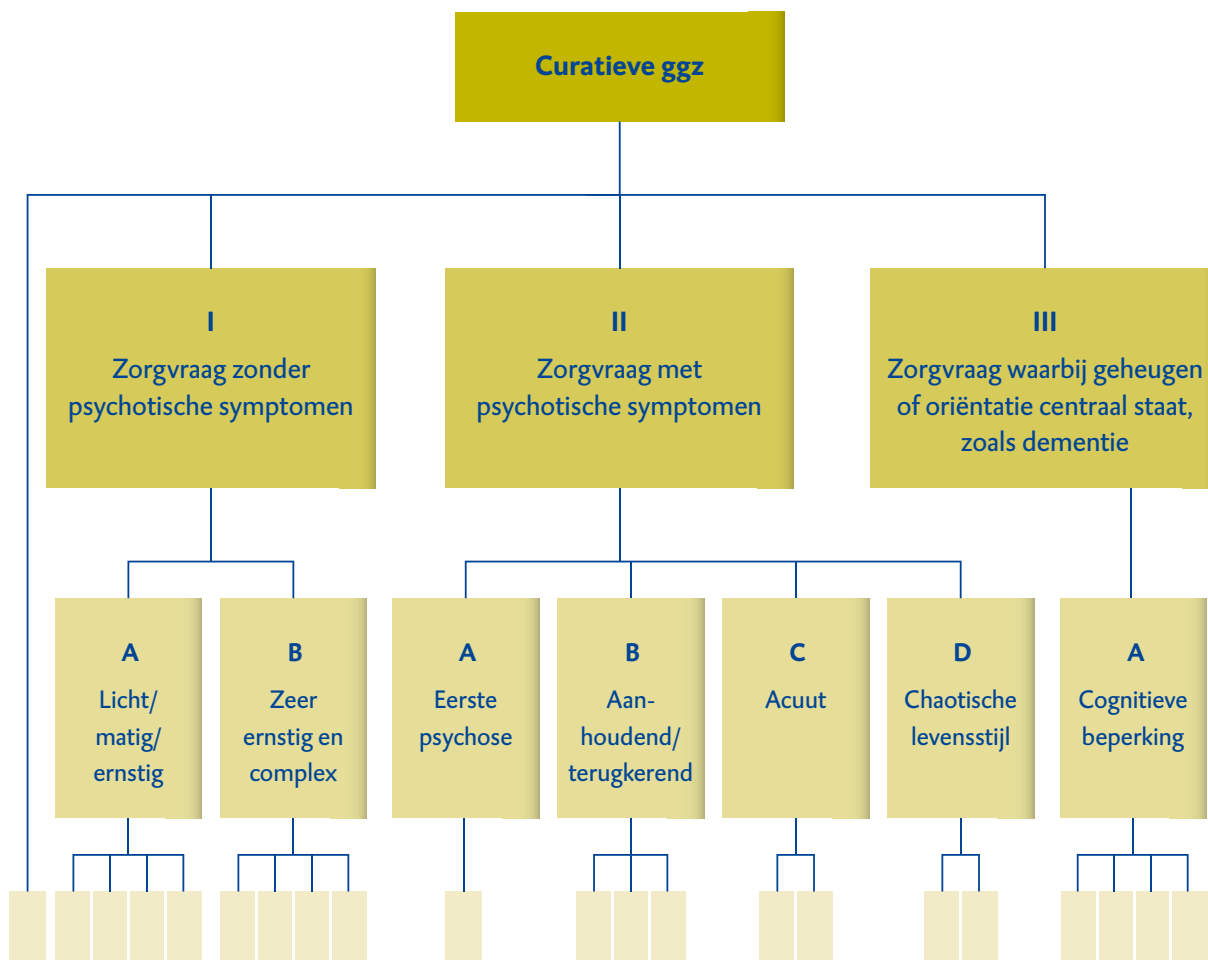 Curatieve ggz
I
Zorgvraag zonder
psychotische symptomen
II
Zorgvraag met
psychotische symptomen
III
Zorgvraag waarbij geheugen
of oriëntatie centraal staat,
zoals dementie
A
Licht/
matig/
ernstig
B
Zeer
ernstig en
complex
A
Eerste
psychose
B
Aan-
houdend/
terugkerend
C
Acuut
D
Chaotische
levensstijl
A
Cognitieve
beperking